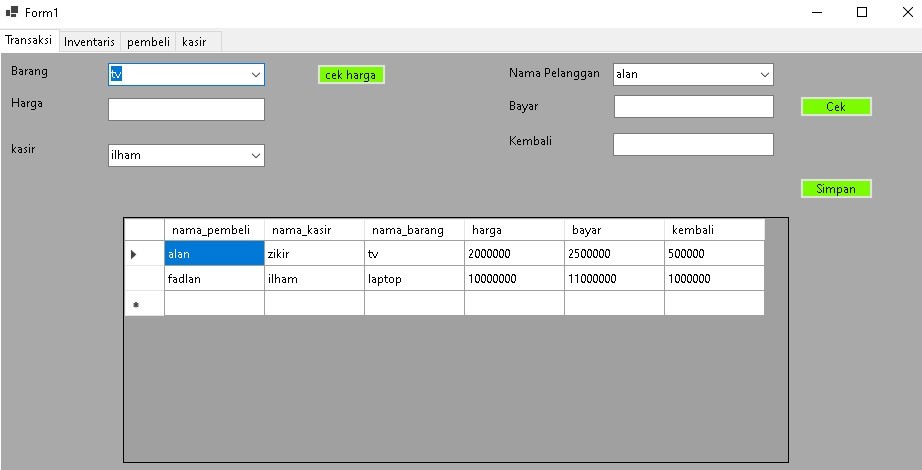 Form1
Transaksi Inventaris pembeli kasir
Barang tv cek harga Nama Pelanggan alan
Harga Bayar Cek
kasir ilham Kembali
Simpan
nama_pembeli nama_kasir nama_barang harga bayar kembali
alan zikir tv 2000000 2500000 500000
fadlan ilham laptop 10000000 11000000 1000000